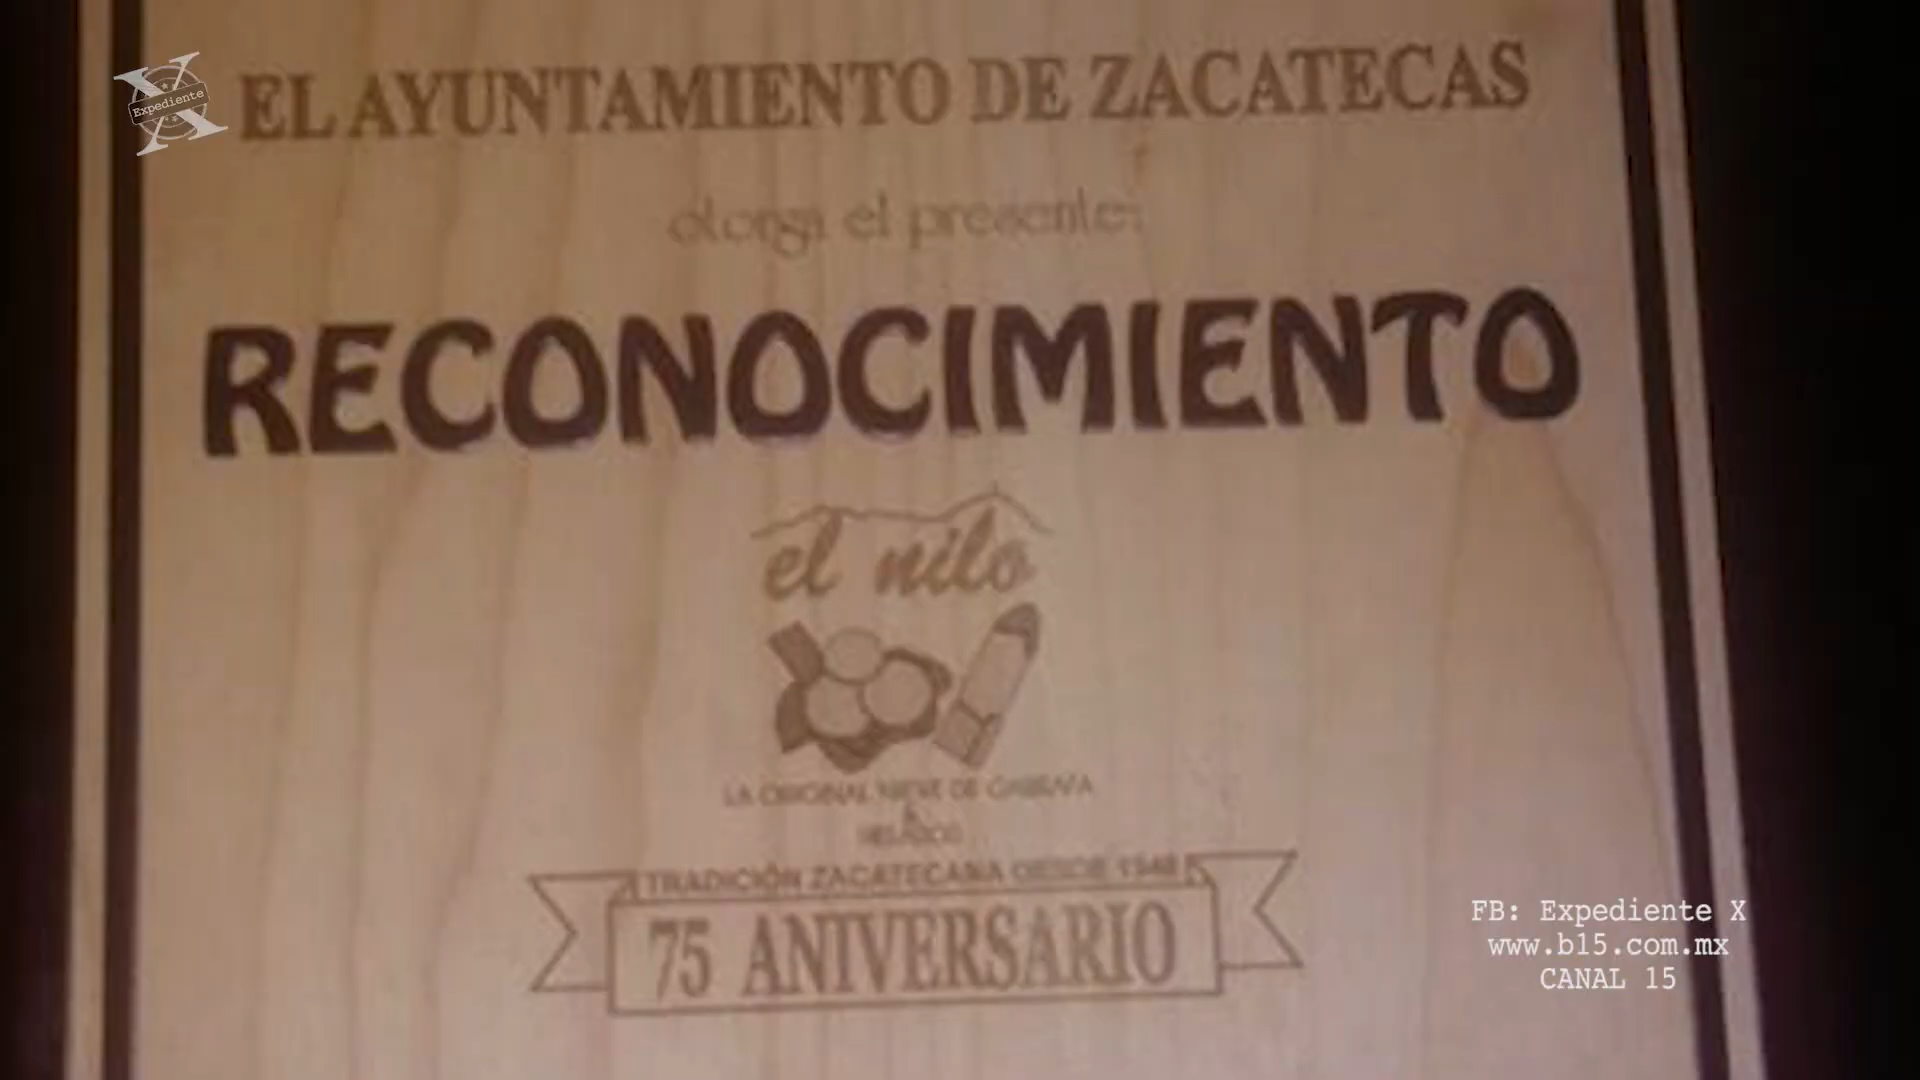 Expediente
EL AYUNTAMIENTO DE ZACATECAS
otorga el presente:
RECONOCIMIENTO
el nilo
LA ORIGINAL NIEVE DE GARRAFA
&
HELADOS
TRADICIÓN ZACATECANA DESDE 1948
75 ANIVERSARIO
FB: Expediente X
www.b15.com.mx
CANAL 15